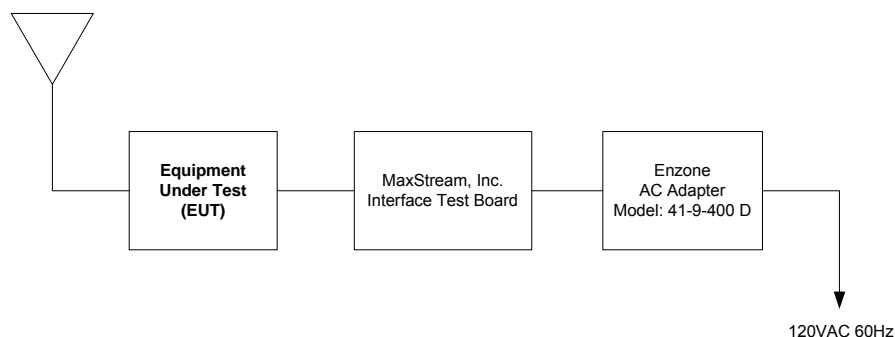 Equipment
Under Test
(EUT)
MaxStream, Inc.
Interface Test Board
Enzone
AC Adapter
Model: 41-9-400 D
120VAC 60Hz